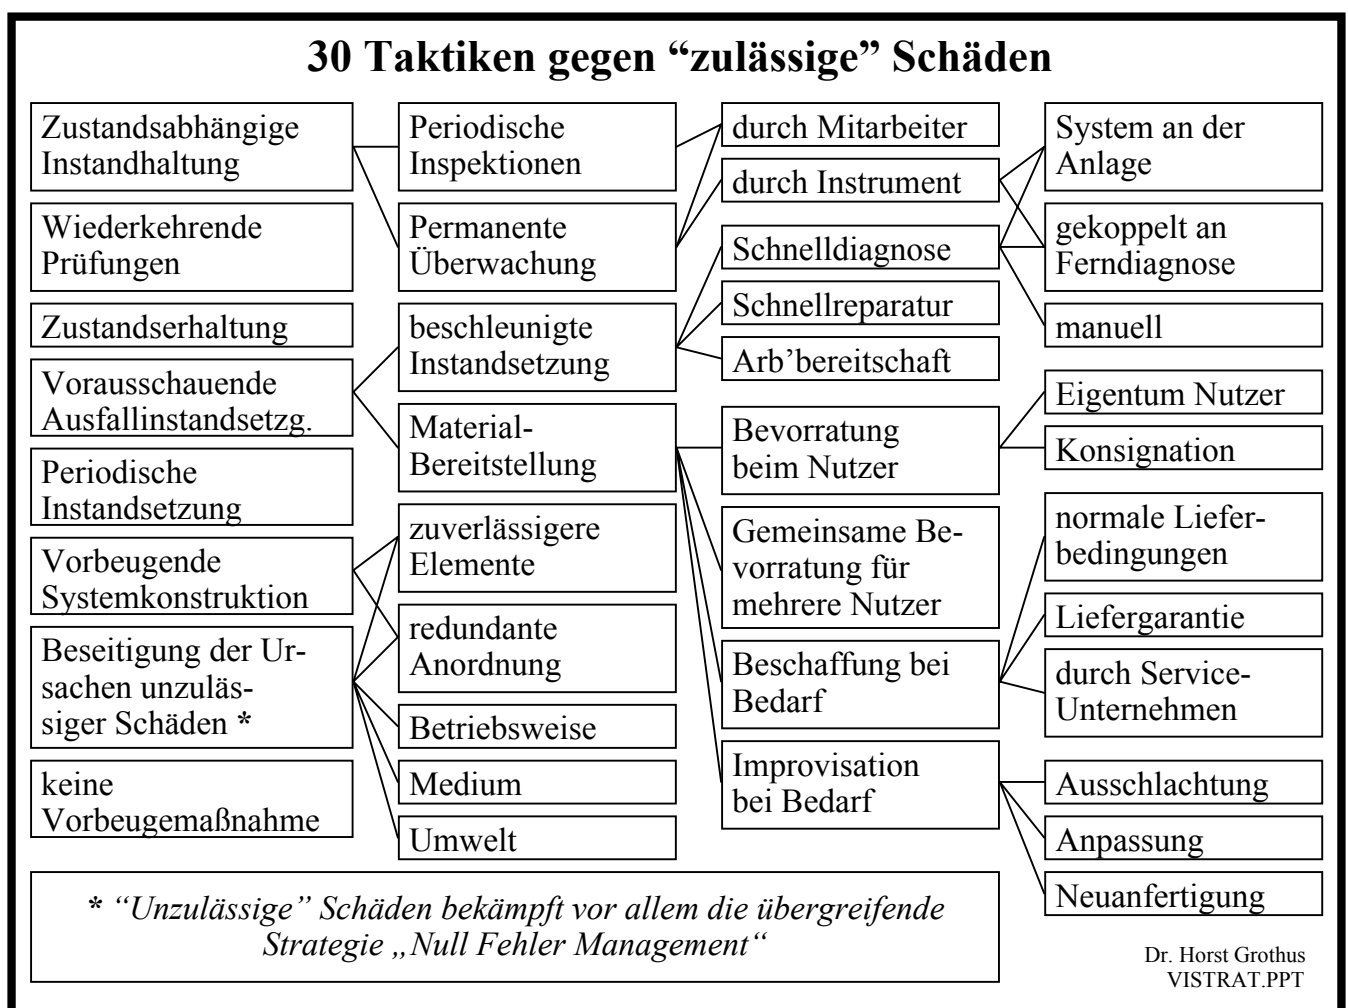 30 Taktiken gegen “zulässige” Schäden
Zustandsabhängige
Instandhaltung
Wiederkehrende
Prüfungen
Zustandserhaltung
Vorausschauende
Ausfallinstandsetzg.
Periodische
Instandsetzung
Vorbeugende
Systemkonstruktion
Beseitigung der Ur-
sachen unzuläs-
siger Schäden *
keine
Vorbeugemaßnahme
Periodische
Inspektionen
Permanente
Überwachung
beschleunigte
Instandsetzung
Material-
Bereitstellung
zuverlässigere
Elemente
redundante
Anordnung
Betriebsweise
Medium
Umwelt
durch Mitarbeiter
durch Instrument
Schnelldiagnose
Schnellreparatur
Arb’bereitschaft
Bevorratung
beim Nutzer
Gemeinsame Be-
vorratung für
mehrere Nutzer
Beschaffung bei
Bedarf
Improvisation
bei Bedarf
System an der
Anlage
gekoppelt an
Ferndiagnose
manuell
Eigentum Nutzer
Konsignation
normale Liefer-
bedingungen
Liefergarantie
durch Service-
Unternehmen
Ausschlachtung
Anpassung
Neuanfertigung
* “Unzulässige” Schäden bekämpft vor allem die übergreifende
Strategie „Null Fehler Management“
Dr. Horst Grothus
VISTRAT.PPT